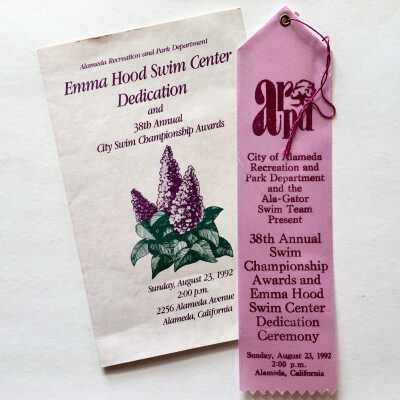 Alameda Recreation and Park Department
Emma Hood Swim Center
Dedication
and
38th Annual
City Swim Championship Awards
Sunday, August 23, 1992
2:00 p.m.
2256 Alameda Avenue
Alameda, California
arpd
City of Alameda
Recreation and
Park Department
and the
Ala-Gator
Swim Team
Present
38th Annual
Swim
Championship
Awards and
Emma Hood
Swim Center
Dedication
Ceremony
Sunday, August 23, 1992
2:00 p.m.
Alameda, California